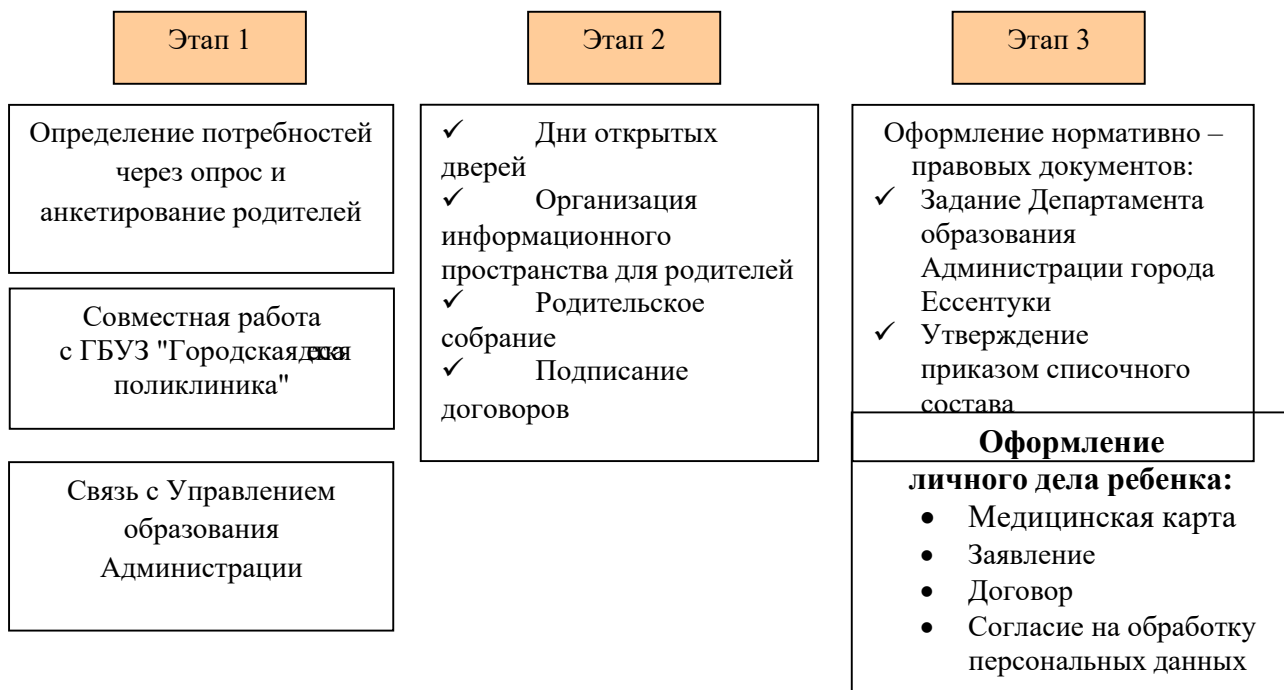 Этап 1
Определение потребностей
через опрос и
анкетирование родителей
Совместная работа
с ГБУЗ "Городская
поликлиника"
Связь с Управлением
образования
Администрации
Этап 2
✓ Дни открытых
дверей
✓ Организация
информационного
пространства для родителей
✓ Родительское
собрание
✓ Подписание
договоров
Этап 3
Оформление нормативно –
правовых документов:
✓ Задание Департамента
образования
Администрации города
Ессентуки
✓ Утверждение
приказом списочного
состава
Оформление
личного дела ребенка:
• Медицинская карта
• Заявление
• Договор
• Согласие на обработку
персональных данных